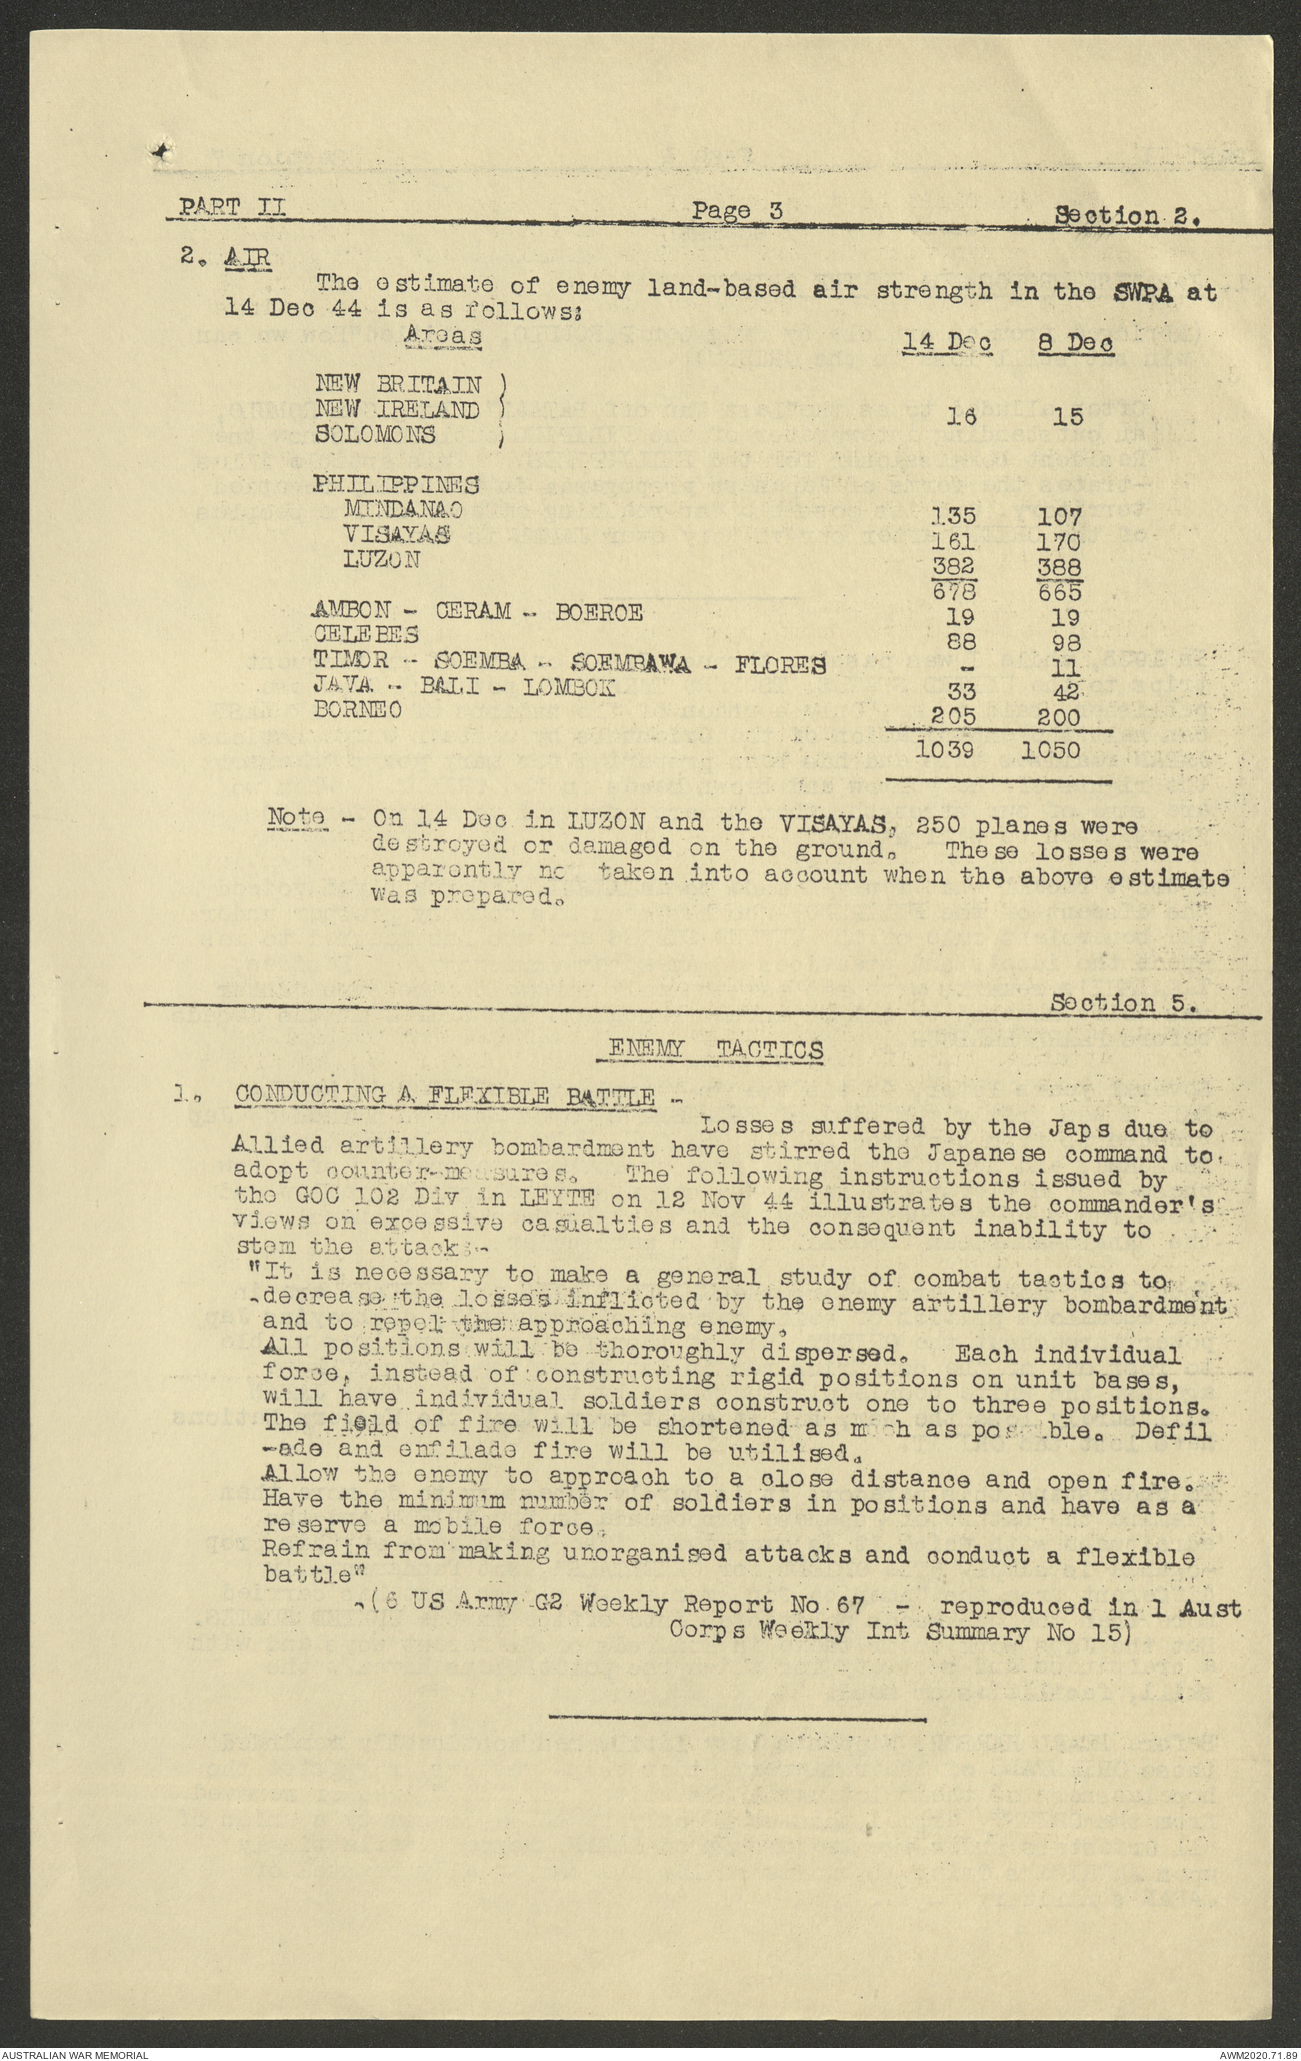 PART II Page 3 Section 2.
2. AIR
The estimate of enemy land-based air strength in the SWPA at
14 Dec 44 is as follows:
Areas 14 Dec 8 Dec
NEW BRITAIN )
NEW IRELAND ) 16 15
SOLOMONS )
PHILIPPINES
MINDANAO 135 107
VISAYAS 161 170
LUZON 382 388
678 665
AMBON - CERAM - BOEROE 19 19
CELEBES 88 98
TIMOR - SOEMBA - SOEMBAWA - FLORES - 11
JAVA - BALI - LOMBOK 33 42
BORNEO 205 200
1039 1050
Note - On 14 Dec in LUZON and the VISAYAS, 250 planes were
destroyed or damaged on the ground. These losses were
apparently no taken into account when the above estimate
was prepared.
Section 5.
ENEMY TACTICS
1. CONDUCTING A FLEXIBLE BATTLE -
Losses suffered by the Japs due to
Allied artillery bombardment have stirred the Japanese command to
adopt counter-measures. The following instructions issued by
the GOC 102 Div in LEYTE on 12 Nov 44 illustrates the commander's
views on excessive casualties and the consequent inability to
stem the attack:-
"It is necessary to make a general study of combat tactics to
decrease the losses inflicted by the enemy artillery bombardment
and to repel the approaching enemy.
All positions will be thoroughly dispersed. Each individual
force, instead of constructing rigid positions on unit bases,
will have individual soldiers construct one to three positions.
The field of fire will be shortened as much as possible. Defil
-ade and enfilade fire will be utilised.
Allow the enemy to approach to a close distance and open fire.
Have the minimum number of soldiers in positions and have as a
reserve a mobile force.
Refrain from making unorganised attacks and conduct a flexible
battle"
(6 US Army G2 Weekly Report No 67 - reproduced in 1 Aust
Corps Weekly Int Summary No 15)
AUSTRALIAN WAR MEMORIAL AWM2020.71.89